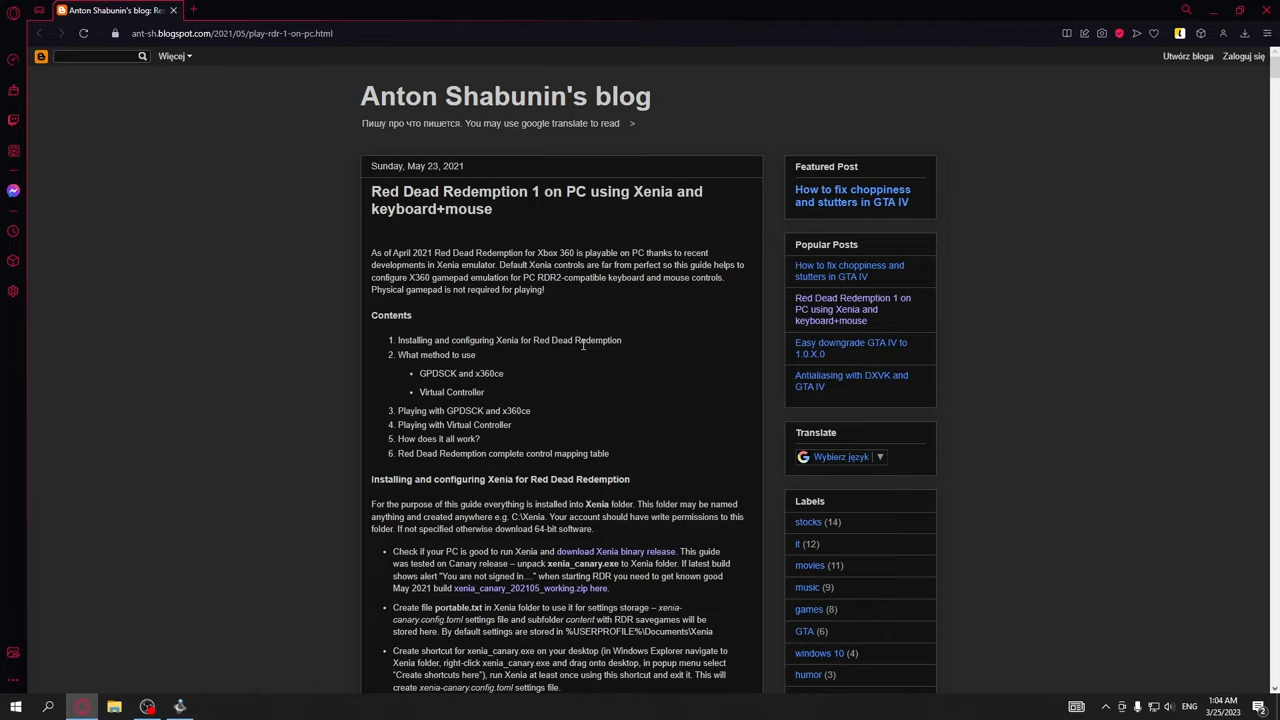 Anton Shabunin's blog: Re
ant-sh.blogspot.com/2021/05/play-rdr-1-on-pc.html
Więcej
Utwórz bloga
Zaloguj się
Anton Shabunin's blog
Пишу про что пишется. You may use google translate to read >
Sunday, May 23, 2021
Red Dead Redemption 1 on PC using Xenia and
keyboard+mouse
As of April 2021 Red Dead Redemption for Xbox 360 is playable on PC thanks to recent
developments in Xenia emulator. Default Xenia controls are far from perfect so this guide helps to
configure X360 gamepad emulation for PC RDR2-compatible keyboard and mouse controls.
Physical gamepad is not required for playing!
Contents
1. Installing and configuring Xenia for Red Dead Redemption
2. What method to use
• GPDSCK and x360ce
• Virtual Controller
3. Playing with GPDSCK and x360ce
4. Playing with Virtual Controller
5. How does it all work?
6. Red Dead Redemption complete control mapping table
Installing and configuring Xenia for Red Dead Redemption
For the purpose of this guide everything is installed into Xenia folder. This folder may be named
anything and created anywhere e.g. C:\Xenia. Your account should have write permissions to this
folder. If not specified otherwise download 64-bit software.
• Check if your PC is good to run Xenia and download Xenia binary release. This guide
was tested on Canary release – unpack xenia_canary.exe to Xenia folder. If latest build
shows alert "You are not signed in...." when starting RDR you need to get known good
May 2021 build xenia_canary_202105_working.zip here.
• Create file portable.txt in Xenia folder to use it for settings storage – xenia-
canary.config.toml settings file and subfolder content with RDR savegames will be
stored here. By default settings are stored in %USERPROFILE%\Documents\Xenia
• Create shortcut for xenia_canary.exe on your desktop (in Windows Explorer navigate to
Xenia folder, right-click xenia_canary.exe and drag onto desktop, in popup menu select
"Create shortcuts here"), run Xenia at least once using this shortcut and exit it. This will
create xenia-canary.config.toml settings file.
Featured Post
How to fix choppiness
and stutters in GTA IV
Popular Posts
How to fix choppiness and
stutters in GTA IV
Red Dead Redemption 1 on
PC using Xenia and
keyboard+mouse
Easy downgrade GTA IV to
1.0.X.0
Antialiasing with DXVK and
GTA IV
Translate
Wybierz język
Labels
stocks (14)
it (12)
movies (11)
music (9)
games (8)
GTA (6)
windows 10 (4)
humor (3)
ENG
1:04 AM
3/25/2023
2